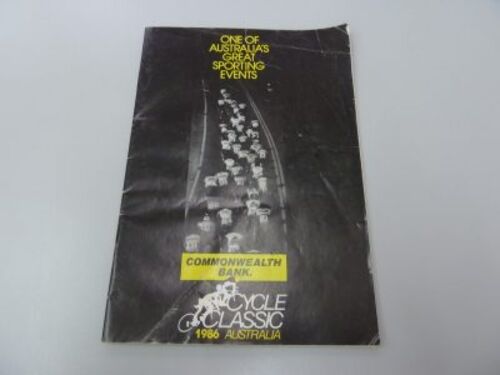 ONE OF
AUSTRALIA'S
GREAT
SPORTING
EVENTS
COMMONWEALTH
BANK.
CYCLE
CLASSIC
1986 AUSTRALIA